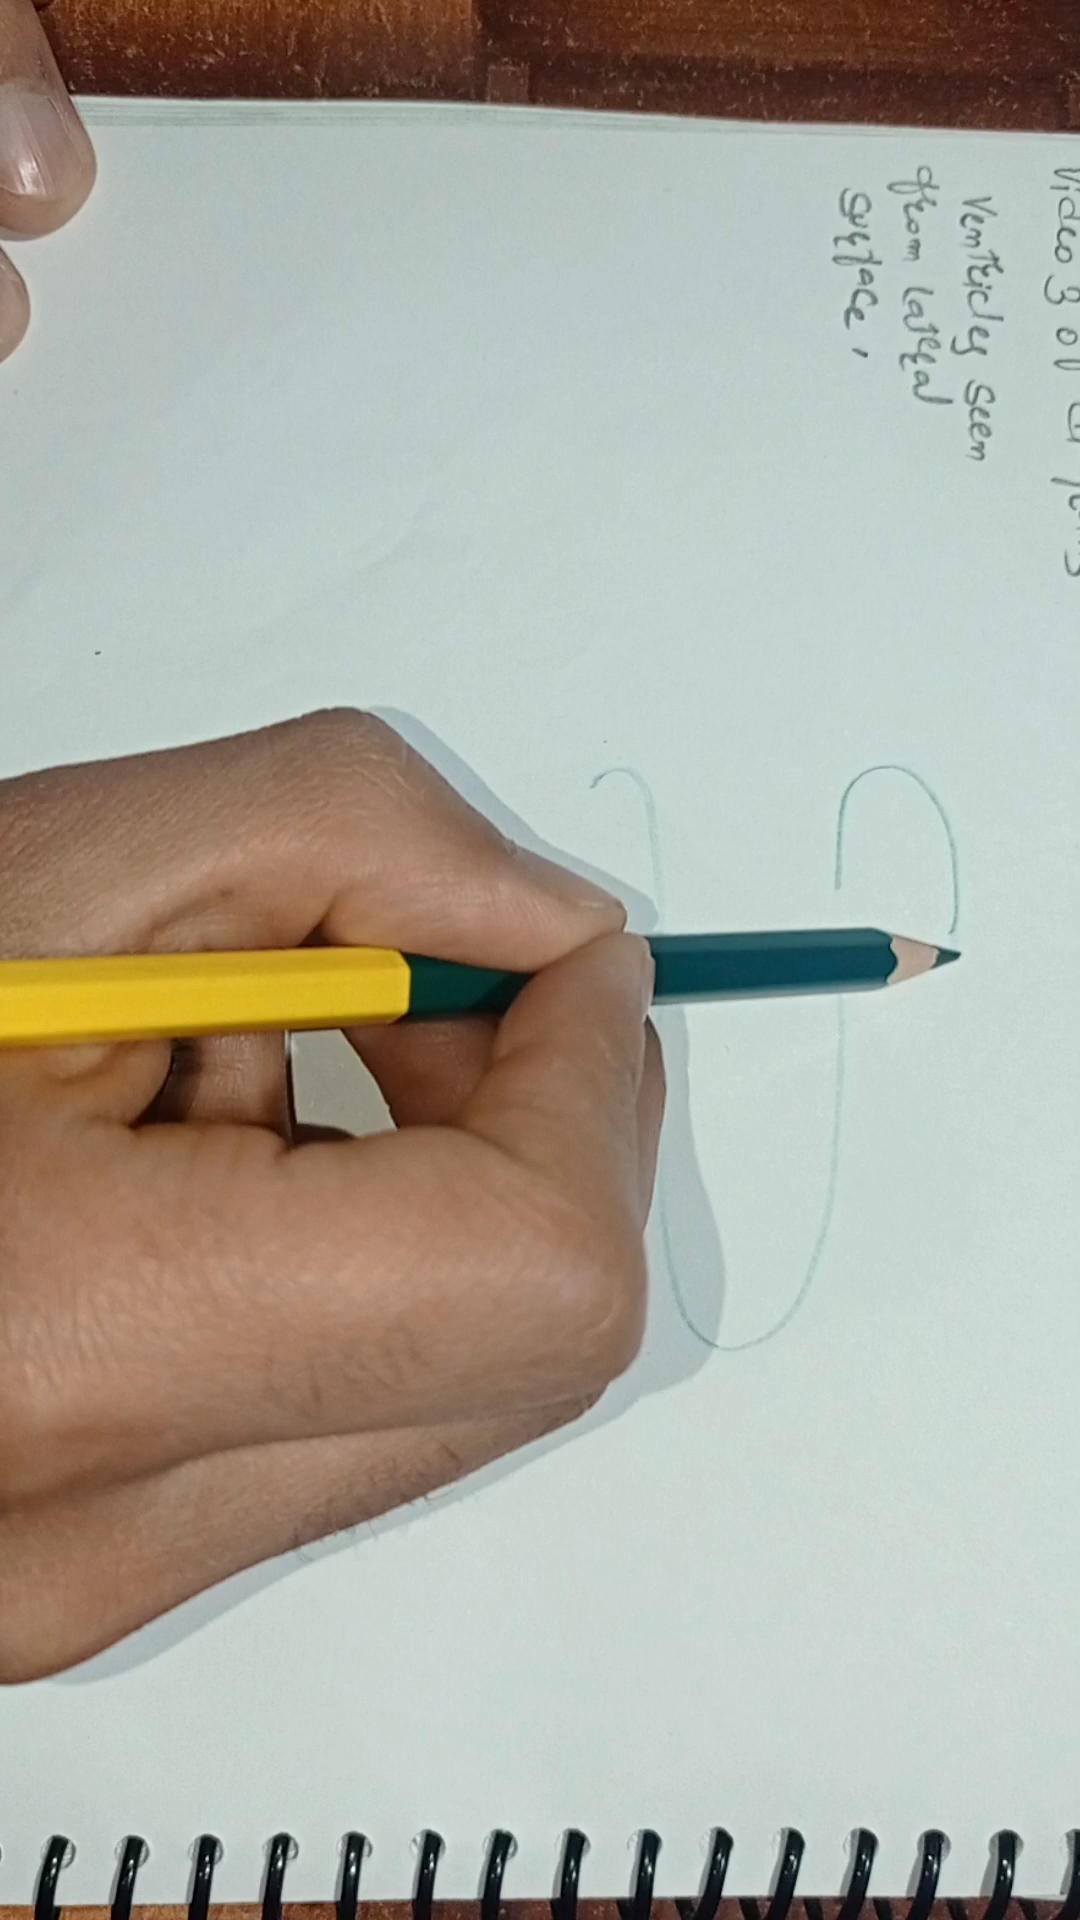 Video 3 of
Ventricles Seen
from lateral
surface,